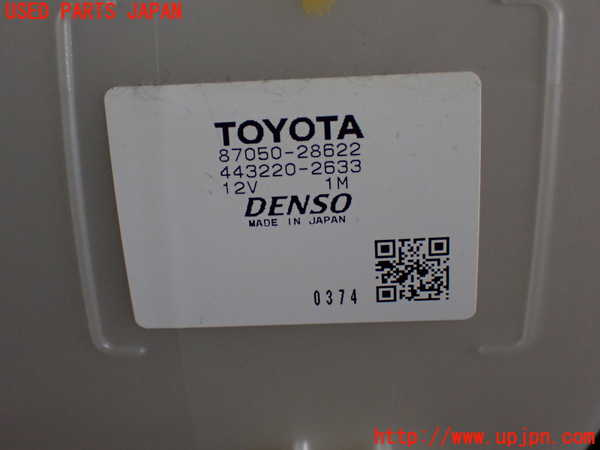 USED PARTS JAPAN
TOYOTA
87050-28622
443220-2633
12V 1M
DENSO
MADE IN JAPAN
0374
http://www.upjpn.com/